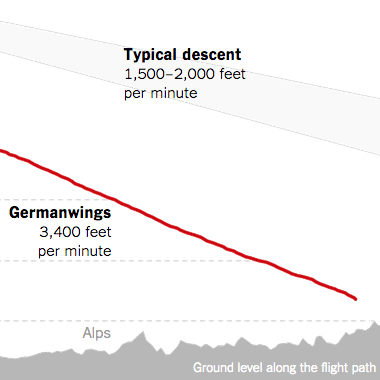 Typical descent
1,500–2,000 feet
per minute
Germanwings
3,400 feet
per minute
Alps
Ground level along the flight path